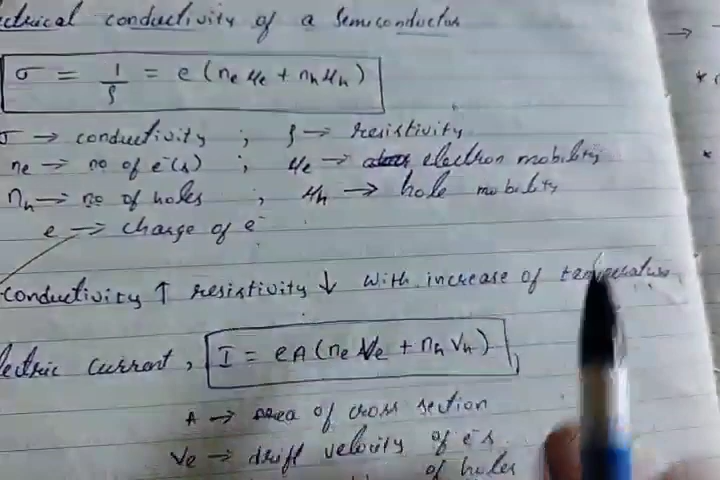 ctrical conductivity of a Semiconductor
σ = 1/ρ = e (ne μe + nh μh)
σ → conductivity ; ρ → resistivity
ne → no of e⁻(s) ; μe → electron mobility
nh → no of holes ; μh → hole mobility
e → charge of e⁻
conductivity ↑ resistivity ↓ with increase of temperature
lectric current, I = eA (ne Ve + nh Vh)
A → area of cross section
Ve → drift velocity of e⁻s
of holes